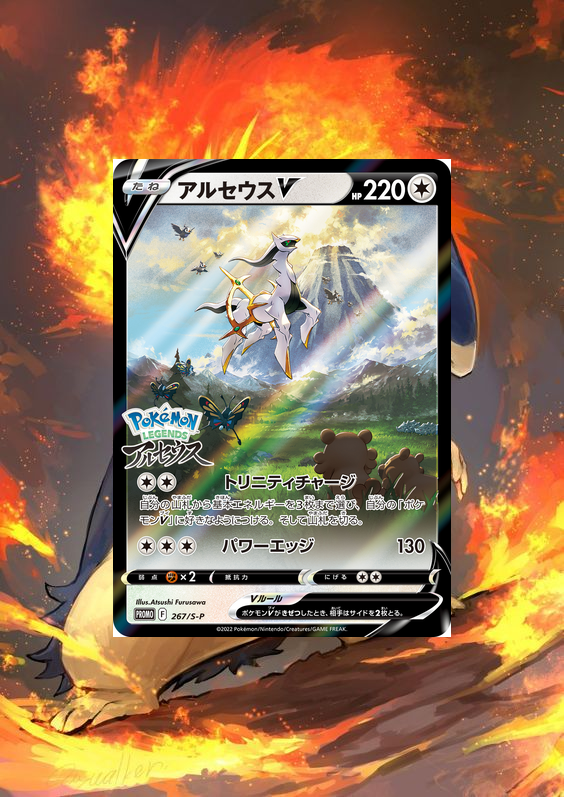 たね アルセウスV HP 220
Pokémon
LEGENDS
アルセウス
トリニティチャージ
自分の山札から基本エネルギーを3枚まで選び、自分の「ポケ
モンV」に好きなようにつける。そして山札を切る。
パワーエッジ 130
弱点 ×2 抵抗力 にげる
Illus.Atsushi Furusawa
Vルール
ポケモンVがきぜつしたとき、相手はサイドを2枚とる。
PROMO F 267/S-P
©2022 Pokémon/Nintendo/Creatures/GAME FREAK.